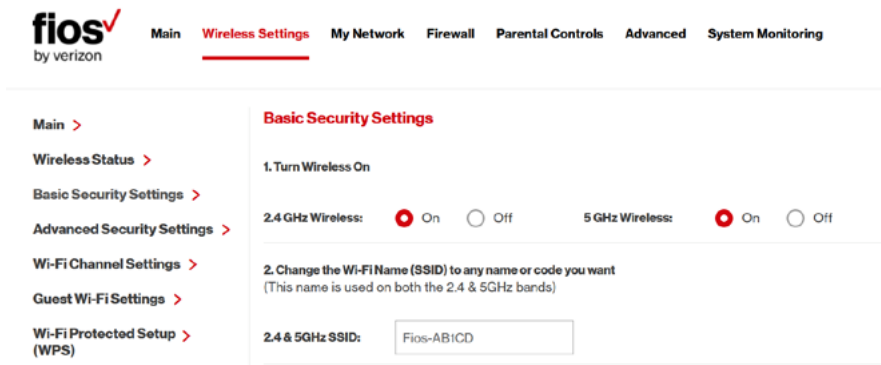 fios
by verizon
Main Wireless Settings My Network Firewall Parental Controls Advanced System Monitoring
Main >
Wireless Status >
Basic Security Settings >
Advanced Security Settings >
Wi-Fi Channel Settings >
Guest Wi-Fi Settings >
Wi-Fi Protected Setup >
(WPS)
Basic Security Settings
1. Turn Wireless On
2.4 GHz Wireless: On Off 5 GHz Wireless: On Off
2. Change the Wi-Fi Name (SSID) to any name or code you want
(This name is used on both the 2.4 & 5GHz bands)
2.4 & 5GHz SSID: Fios-AB1CD